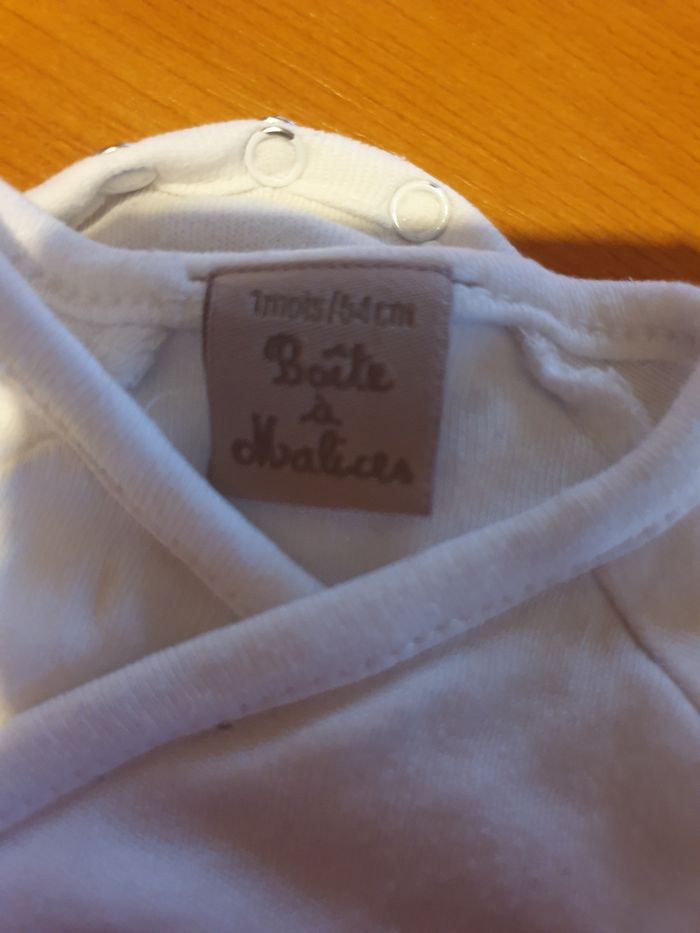 1mois/54cm
Boîte
à
Malices